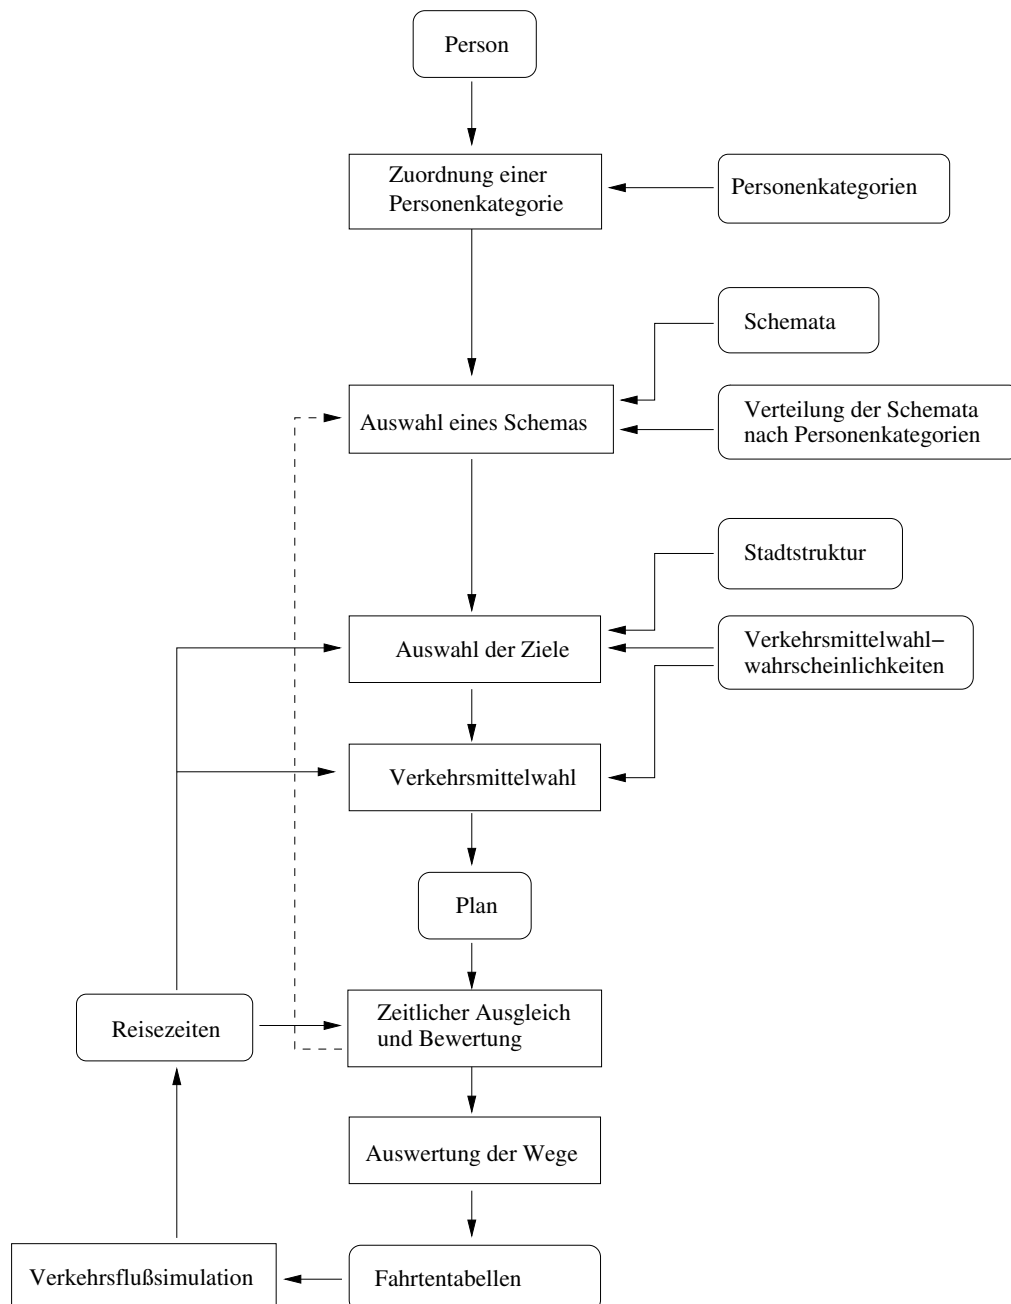 Person
Zuordnung einer
Personenkategorie
Personenkategorien
Schemata
Auswahl eines Schemas
Verteilung der Schemata
nach Personenkategorien
Stadtstruktur
Auswahl der Ziele
Verkehrsmittelwahl−
wahrscheinlichkeiten
Verkehrsmittelwahl
Plan
Zeitlicher Ausgleich
und Bewertung
Reisezeiten
Auswertung der Wege
Verkehrsflußsimulation
Fahrtentabellen